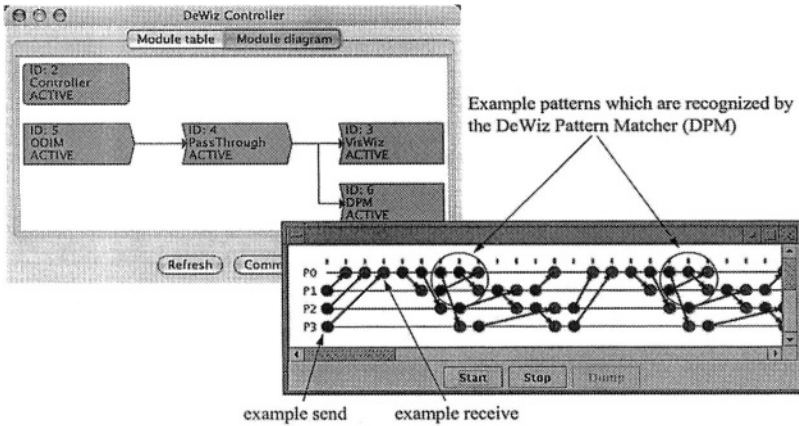 DeWiz Controller
Module table
Module diagram
ID: 2
Controller
ACTIVE
ID: 5
ODIM
ACTIVE
ID: 4
PassThrough
ACTIVE
ID: 3
VisWiz
ACTIVE
ID: 6
DPM
ACTIVE
Refresh
Comm
Example patterns which are recognized by
the DeWiz Pattern Matcher (DPM)
P0
P1
P2
P3
Start
Stop
Dump
example send
example receive